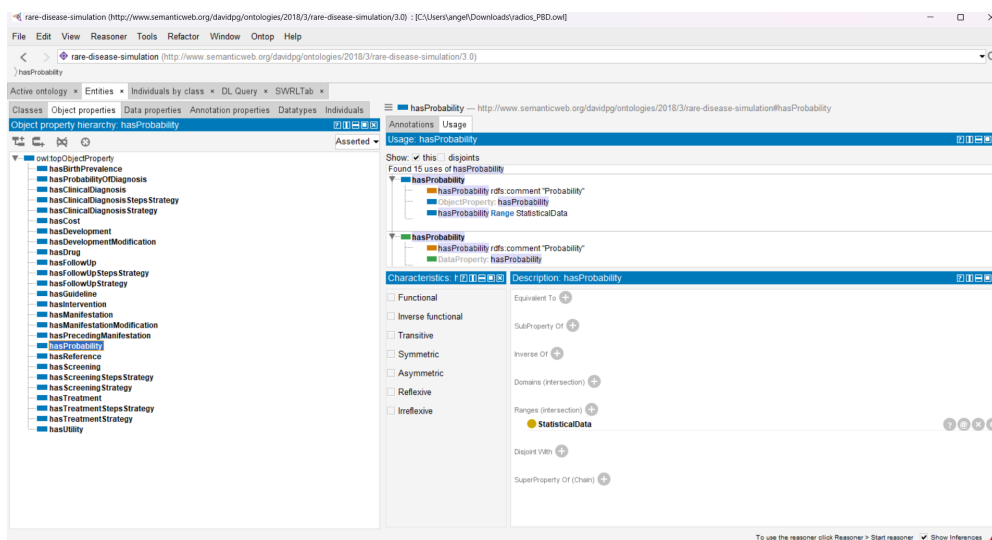 rare-disease-simulation (http://www.semanticweb.org/davidpg/ontologies/2018/3/rare-disease-simulation/3.0) : [C:\Users\angel\Downloads\radios_PBD.owl]
File Edit View Reasoner Tools Refactor Window Ontop Help
rare-disease-simulation (http://www.semanticweb.org/davidpg/ontologies/2018/3/rare-disease-simulation/3.0)
hasProbability
Active ontology × Entities × Individuals by class × DL Query × SWRLTab ×
Classes Object properties Data properties Annotation properties Datatypes Individuals
Object property hierarchy: hasProbability
Asserted
owl:topObjectProperty
hasBirthPrevalence
hasProbabilityOfDiagnosis
hasClinicalDiagnosis
hasClinicalDiagnosisStepsStrategy
hasClinicalDiagnosisStrategy
hasCost
hasDevelopment
hasDevelopmentModification
hasDrug
hasFollowUp
hasFollowUpStepsStrategy
hasFollowUpStrategy
hasGuideline
hasIntervention
hasManifestation
hasManifestationModification
hasPrecedingManifestation
hasProbability
hasReference
hasScreening
hasScreeningStepsStrategy
hasScreeningStrategy
hasTreatment
hasTreatmentStepsStrategy
hasTreatmentStrategy
hasUtility
hasProbability — http://www.semanticweb.org/davidpg/ontologies/2018/3/rare-disease-simulation#hasProbability
Annotations Usage
Usage: hasProbability
Show: this disjoints
Found 15 uses of hasProbability
hasProbability
hasProbability rdfs:comment "Probability"
ObjectProperty: hasProbability
hasProbability Range StatisticalData
hasProbability
hasProbability rdfs:comment "Probability"
DataProperty: hasProbability
Characteristics: h
Functional
Inverse functional
Transitive
Symmetric
Asymmetric
Reflexive
Irreflexive
Description: hasProbability
Equivalent To
SubProperty Of
Inverse Of
Domains (intersection)
Ranges (intersection)
StatisticalData
Disjoint With
SuperProperty Of (Chain)
To use the reasoner click Reasoner > Start reasoner Show Inferences